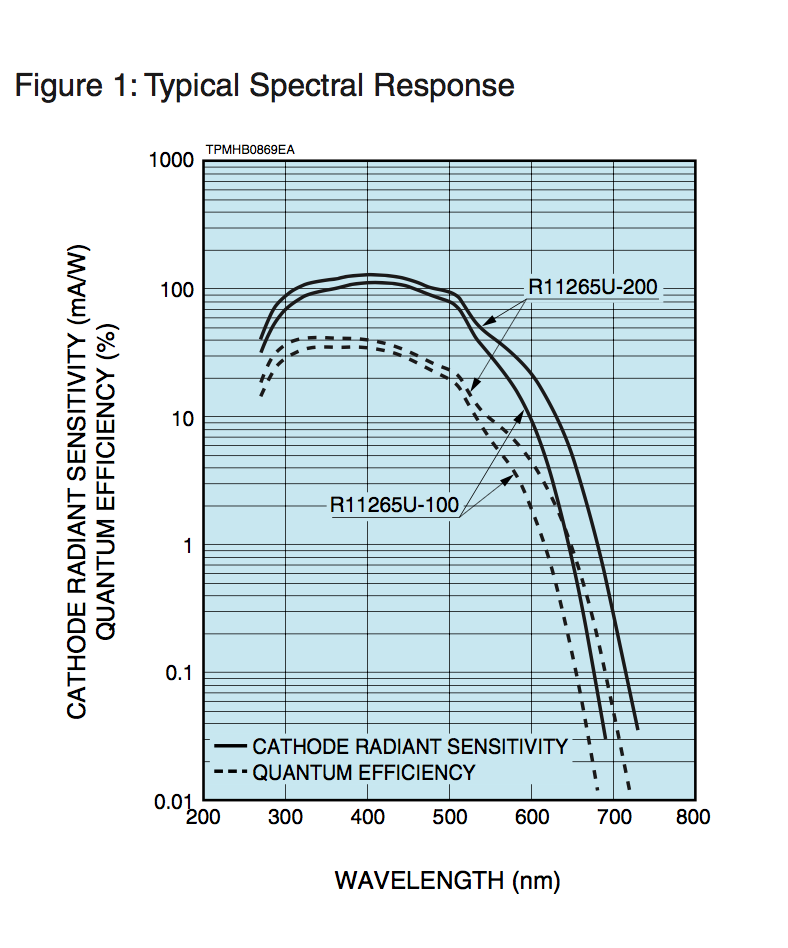 Figure 1: Typical Spectral Response
TPMHB0869EA
1000
100
10
1
0.1
0.01
CATHODE RADIANT SENSITIVITY (mA/W)
QUANTUM EFFICIENCY (%)
R11265U-200
R11265U-100
CATHODE RADIANT SENSITIVITY
QUANTUM EFFICIENCY
200 300 400 500 600 700 800
WAVELENGTH (nm)